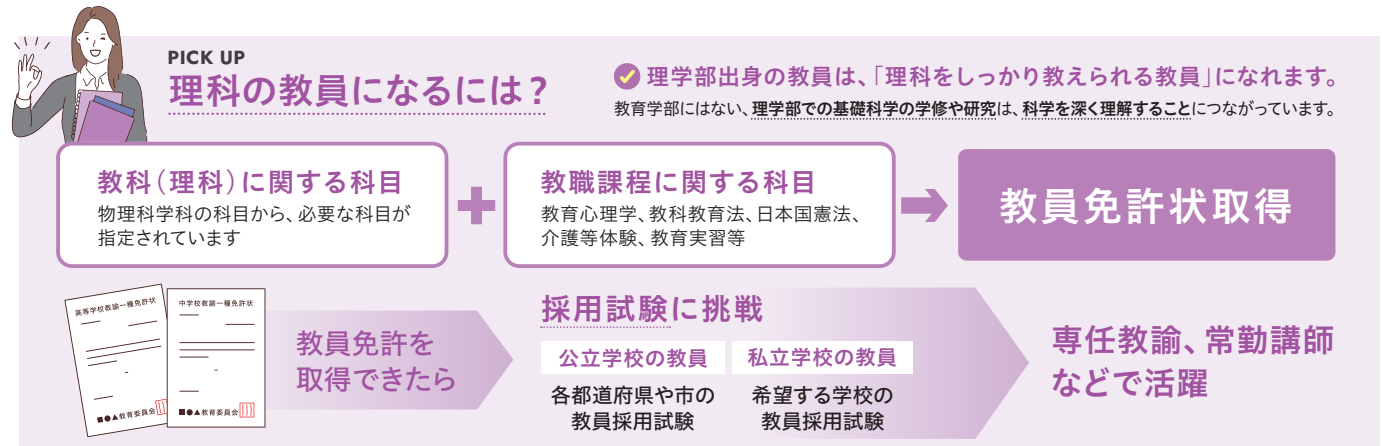 PICK UP
理科の教員になるには？
理学部出身の教員は、「理科をしっかり教えられる教員」になれます。
教育学部にはない、理学部での基礎科学の学修や研究は、科学を深く理解することにつながっています。
教科（理科）に関する科目
物理科学科の科目から、必要な科目が
指定されています
教職課程に関する科目
教育心理学、教科教育法、日本国憲法、
介護等体験、教育実習等
教員免許状取得
高等学校教諭一種免許状
■●▲教育委員会
中学校教諭一種免許状
■●▲教育委員会
教員免許を
取得できたら
採用試験に挑戦
公立学校の教員
各都道府県や市の
教員採用試験
私立学校の教員
希望する学校の
教員採用試験
専任教諭、常勤講師
などで活躍